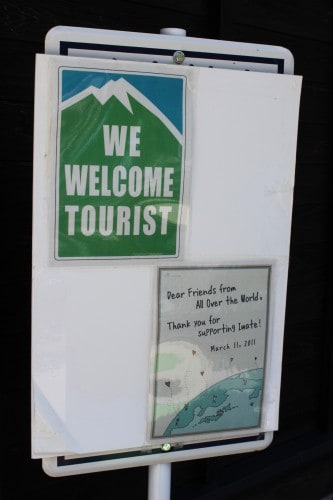 WE
WELCOME
TOURIST
Dear Friends from
All Over the World,
Thank you for
supporting Iwate!
March 11, 2011